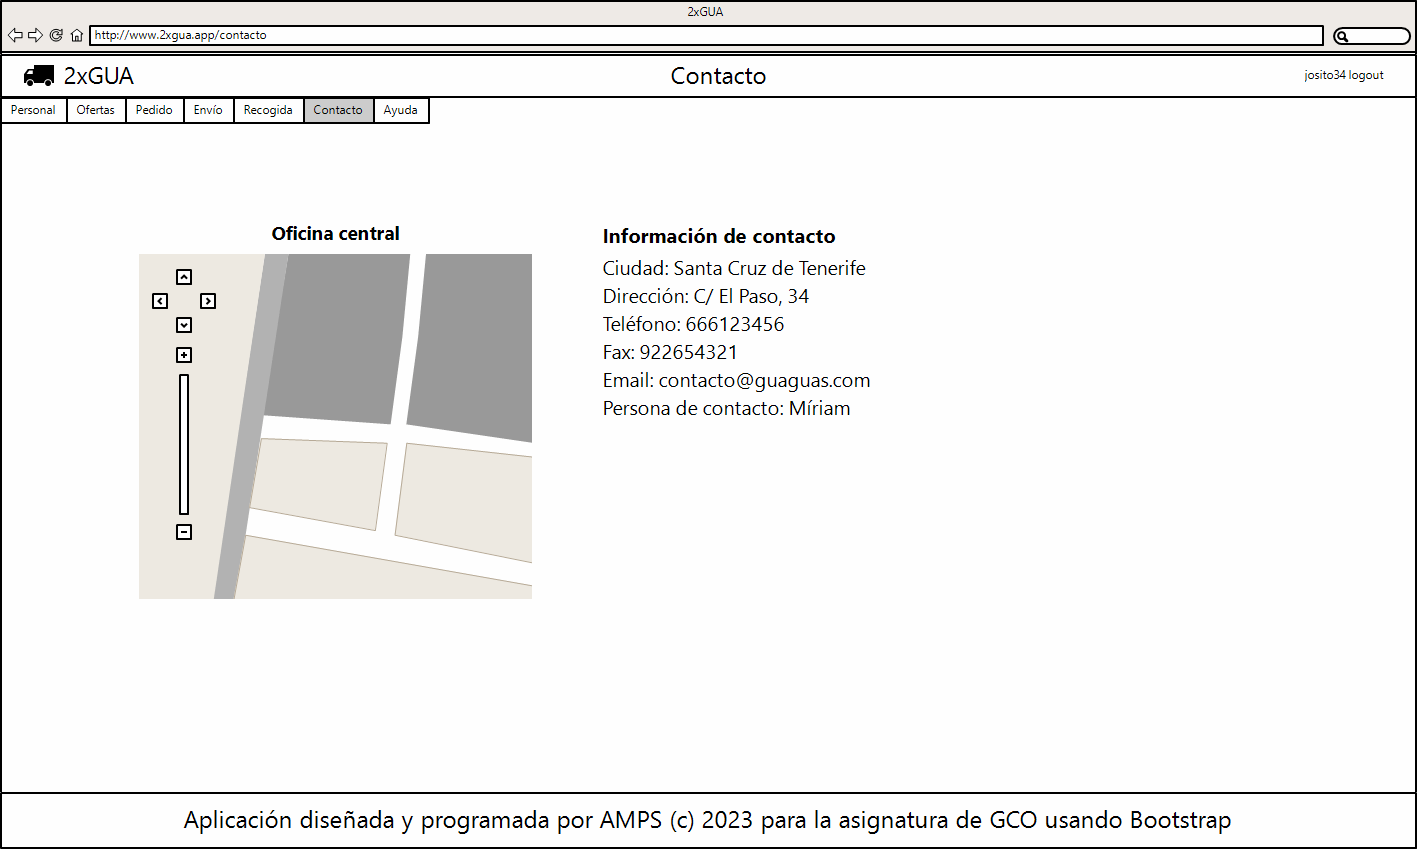 2xGUA
http://www.2xgua.app/contacto
2xGUA
Contacto
josito34 logout
Personal
Ofertas
Pedido
Envío
Recogida
Contacto
Ayuda
Oficina central
Información de contacto
Ciudad: Santa Cruz de Tenerife
Dirección: C/ El Paso, 34
Teléfono: 666123456
Fax: 922654321
Email: contacto@guaguas.com
Persona de contacto: Míriam
Aplicación diseñada y programada por AMPS (c) 2023 para la asignatura de GCO usando Bootstrap